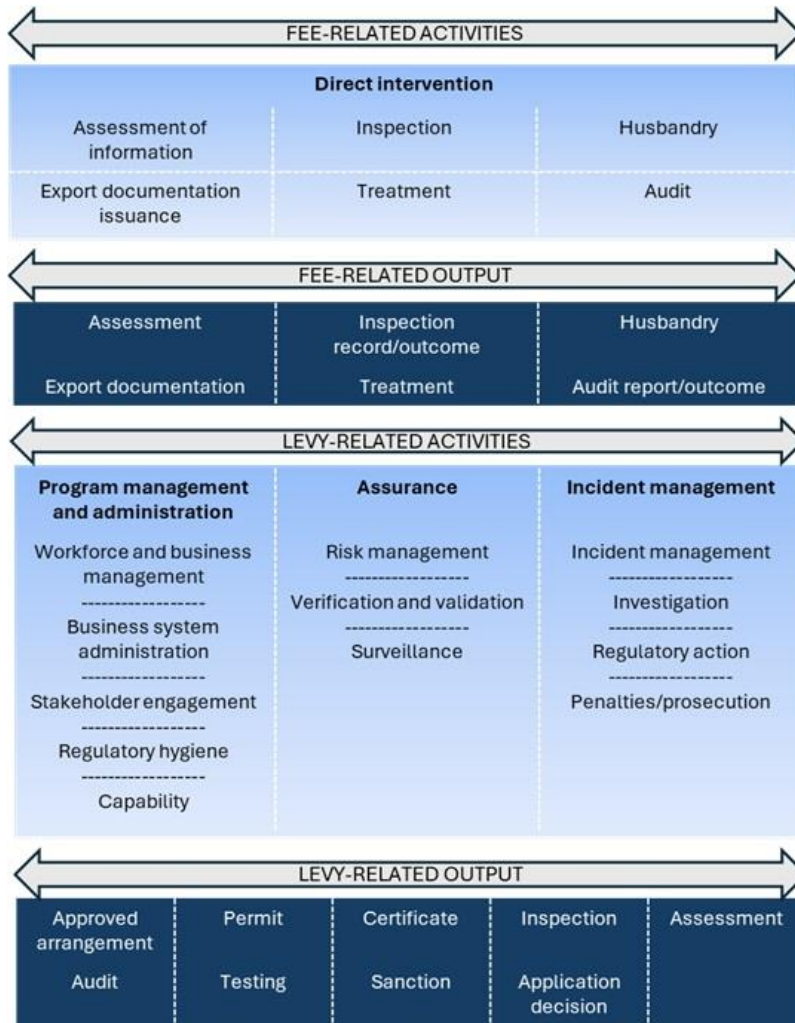 FEE-RELATED ACTIVITIES
Direct intervention
Assessment of
information
Inspection
Husbandry
Export documentation
issuance
Treatment
Audit
FEE-RELATED OUTPUT
Assessment
Inspection
record/outcome
Husbandry
Export documentation
Treatment
Audit report/outcome
LEVY-RELATED ACTIVITIES
Program management
and administration
Workforce and business
management
-----------------
Business system
administration
-----------------
Stakeholder engagement
-----------------
Regulatory hygiene
-----------------
Capability
Assurance
Risk management
-----------------
Verification and validation
-----------------
Surveillance
Incident management
Incident management
-----------------
Investigation
-----------------
Regulatory action
-----------------
Penalties/prosecution
LEVY-RELATED OUTPUT
Approved
arrangement
Permit
Certificate
Inspection
Assessment
Audit
Testing
Sanction
Application
decision